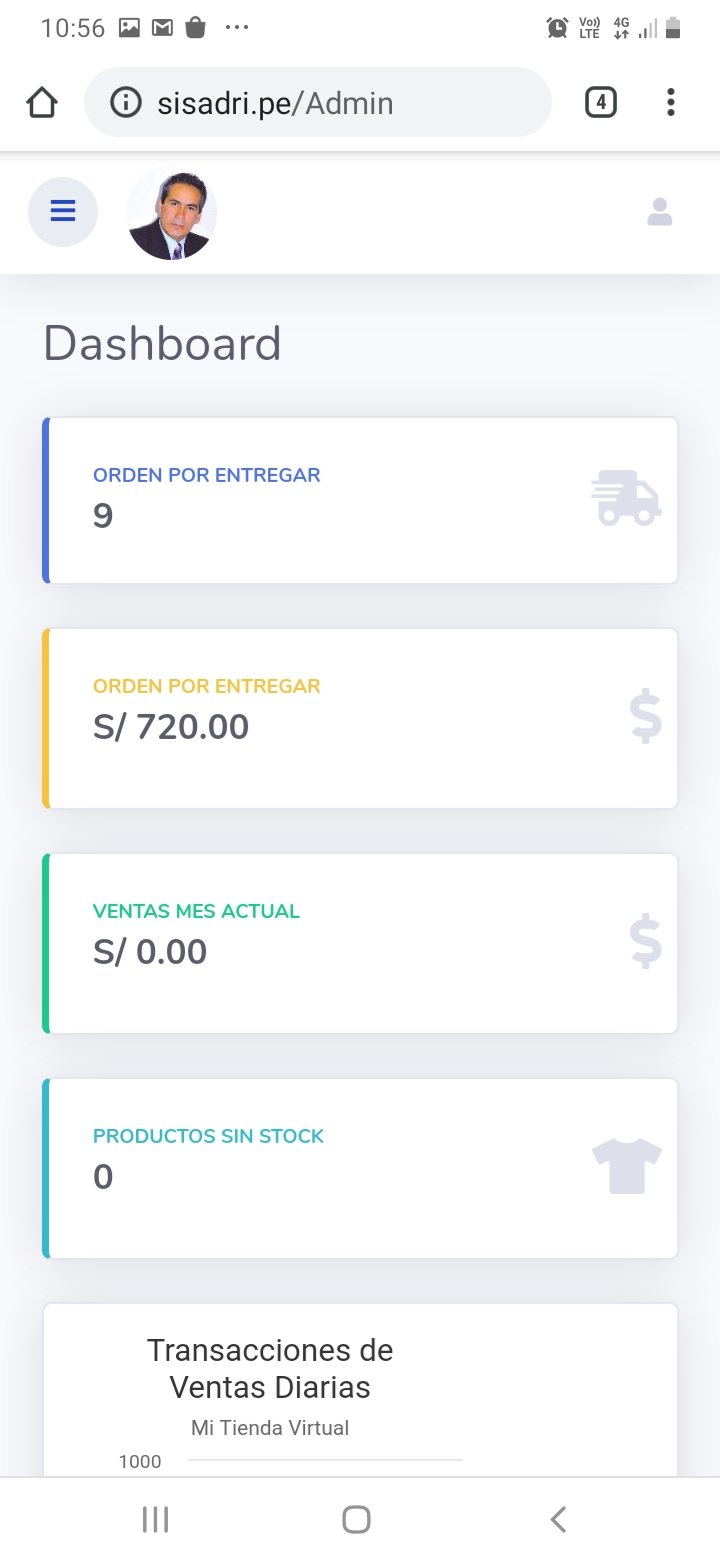 10:56
Vo))
LTE
4G
sisadri.pe/Admin
4
Dashboard
ORDEN POR ENTREGAR
9
ORDEN POR ENTREGAR
S/ 720.00
$
VENTAS MES ACTUAL
S/ 0.00
$
PRODUCTOS SIN STOCK
0
Transacciones de
Ventas Diarias
Mi Tienda Virtual
1000